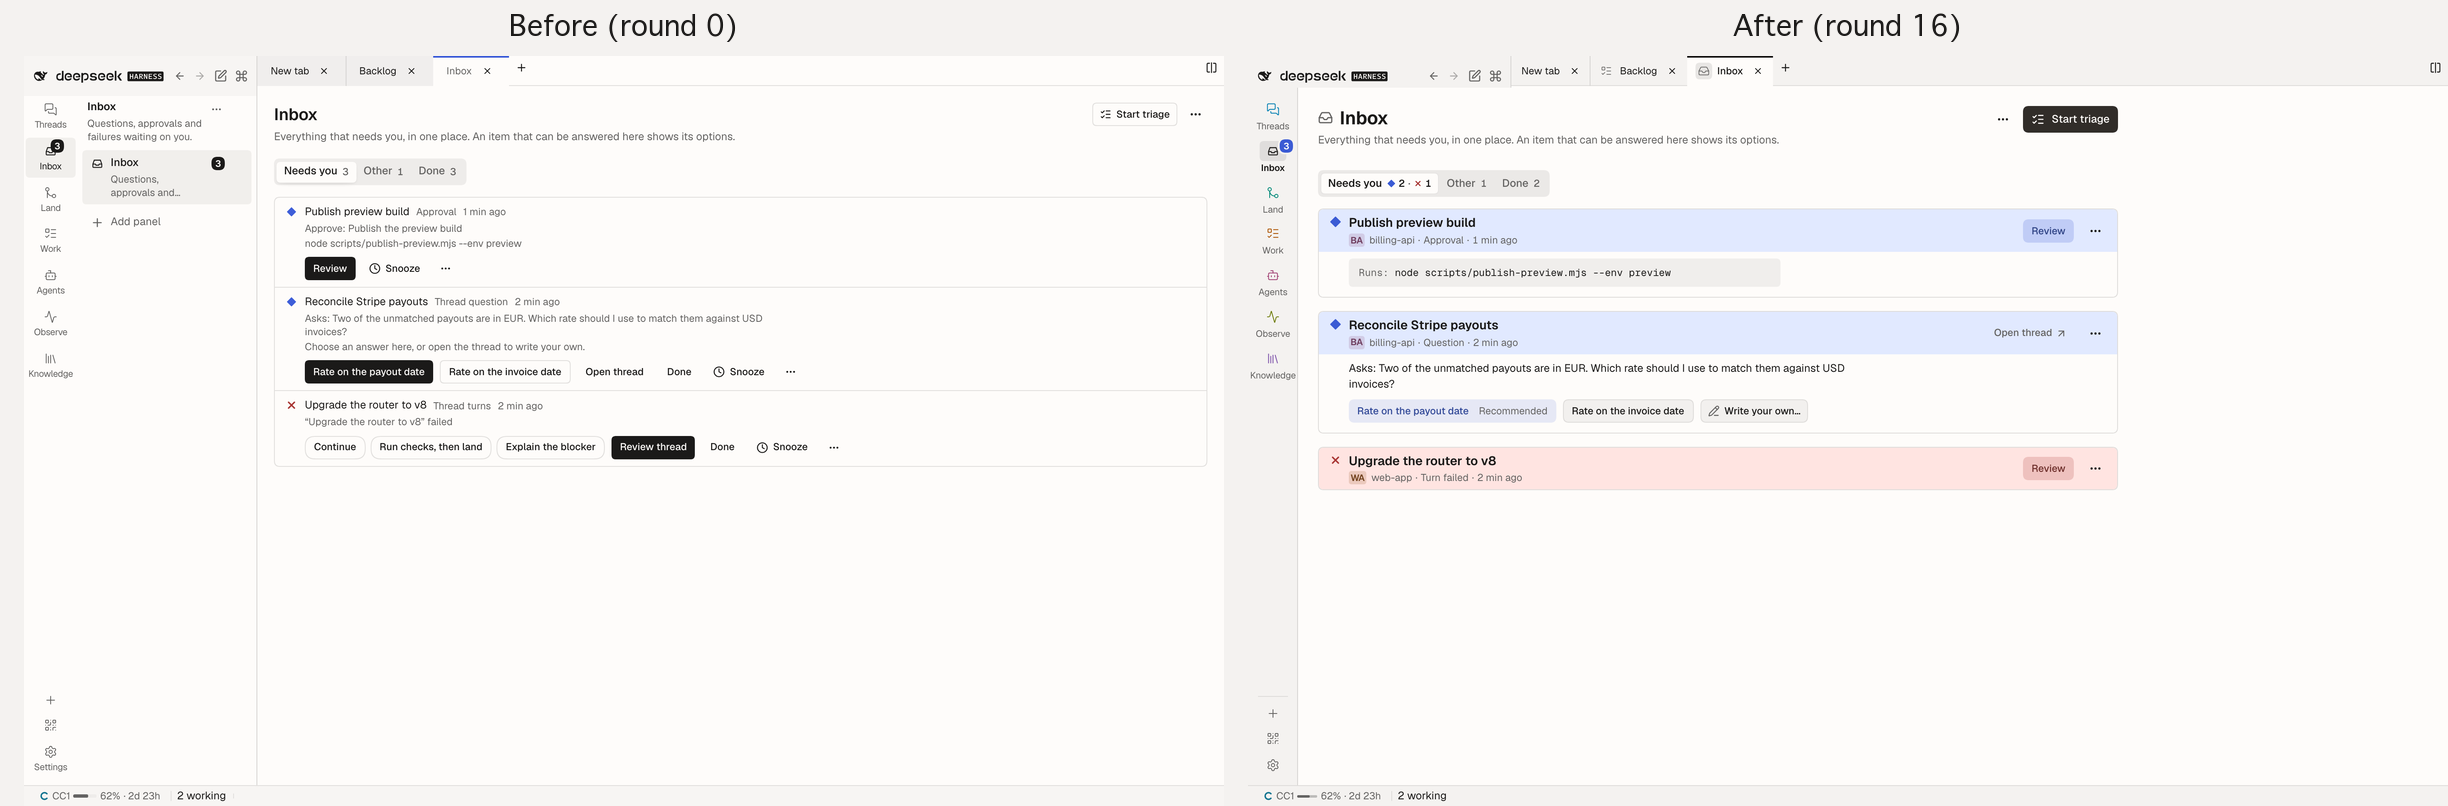 Before (round 0)
deepseek HARNESS
New tab
Backlog
Inbox
Threads
3
Inbox
Land
Work
Agents
Observe
Knowledge
Settings
Inbox
Questions, approvals and
failures waiting on you.
Inbox 3
Questions,
approvals and…
Add panel
Inbox
Everything that needs you, in one place. An item that can be answered here shows its options.
Start triage
Needs you 3 Other 1 Done 3
Publish preview build Approval 1 min ago
Approve: Publish the preview build
node scripts/publish-preview.mjs --env preview
Review Snooze
Reconcile Stripe payouts Thread question 2 min ago
Asks: Two of the unmatched payouts are in EUR. Which rate should I use to match them against USD
invoices?
Choose an answer here, or open the thread to write your own.
Rate on the payout date Rate on the invoice date Open thread Done Snooze
Upgrade the router to v8 Thread turns 2 min ago
“Upgrade the router to v8” failed
Continue Run checks, then land Explain the blocker Review thread Done Snooze
C CC1 62% · 2d 23h 2 working
After (round 16)
deepseek HARNESS
New tab
Backlog
Inbox
Threads
3
Inbox
Land
Work
Agents
Observe
Knowledge
Inbox
Everything that needs you, in one place. An item that can be answered here shows its options.
Start triage
Needs you 2 · 1 Other 1 Done 2
Publish preview build
BA billing-api · Approval · 1 min ago
Review
Runs: node scripts/publish-preview.mjs --env preview
Reconcile Stripe payouts
BA billing-api · Question · 2 min ago
Open thread
Asks: Two of the unmatched payouts are in EUR. Which rate should I use to match them against USD
invoices?
Rate on the payout date Recommended Rate on the invoice date Write your own…
Upgrade the router to v8
WA web-app · Turn failed · 2 min ago
Review
C CC1 62% · 2d 23h 2 working